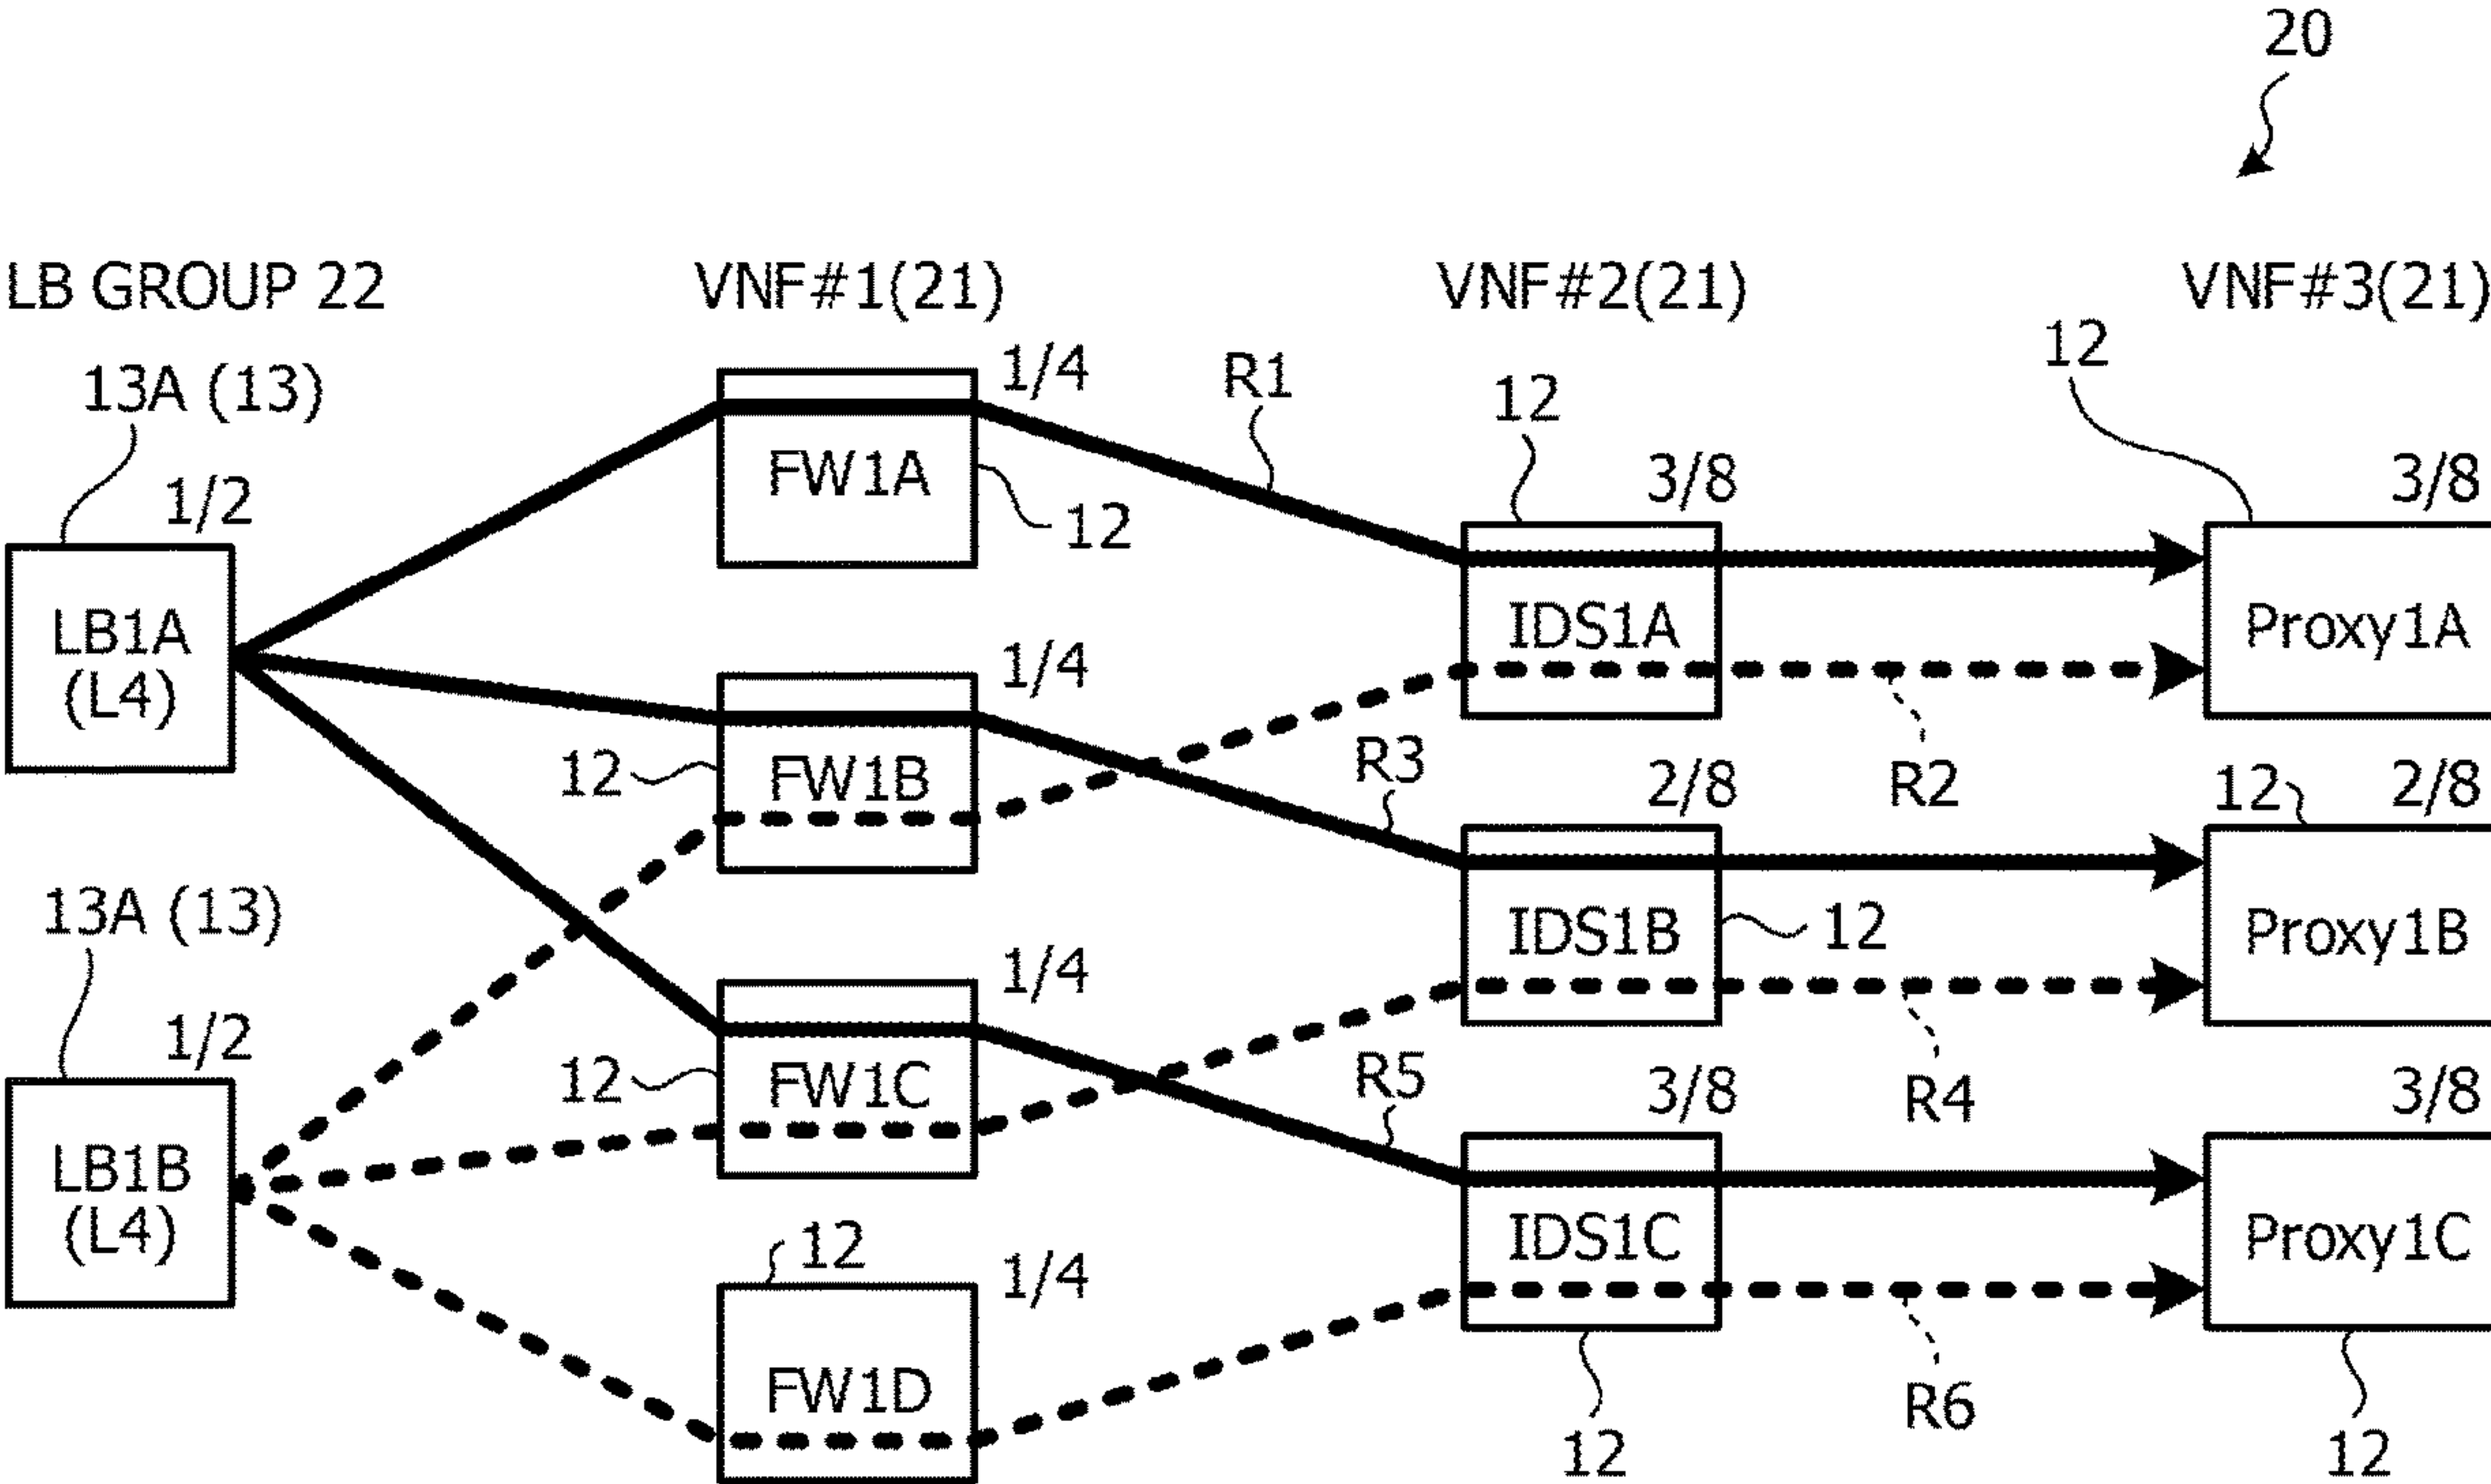 20
LB GROUP 22
VNF#1(21)
VNF#2(21)
VNF#3(21)
13A (13)
1/2
LB1A
(L4)
13A (13)
1/2
LB1B
(L4)
1/4
FW1A
12
1/4
12
FW1B
1/4
12
FW1C
12
1/4
FW1D
R1
R3
R5
12
3/8
IDS1A
2/8
IDS1B
12
3/8
IDS1C
12
R2
R4
R6
12
3/8
Proxy1A
12
2/8
Proxy1B
3/8
Proxy1C
12